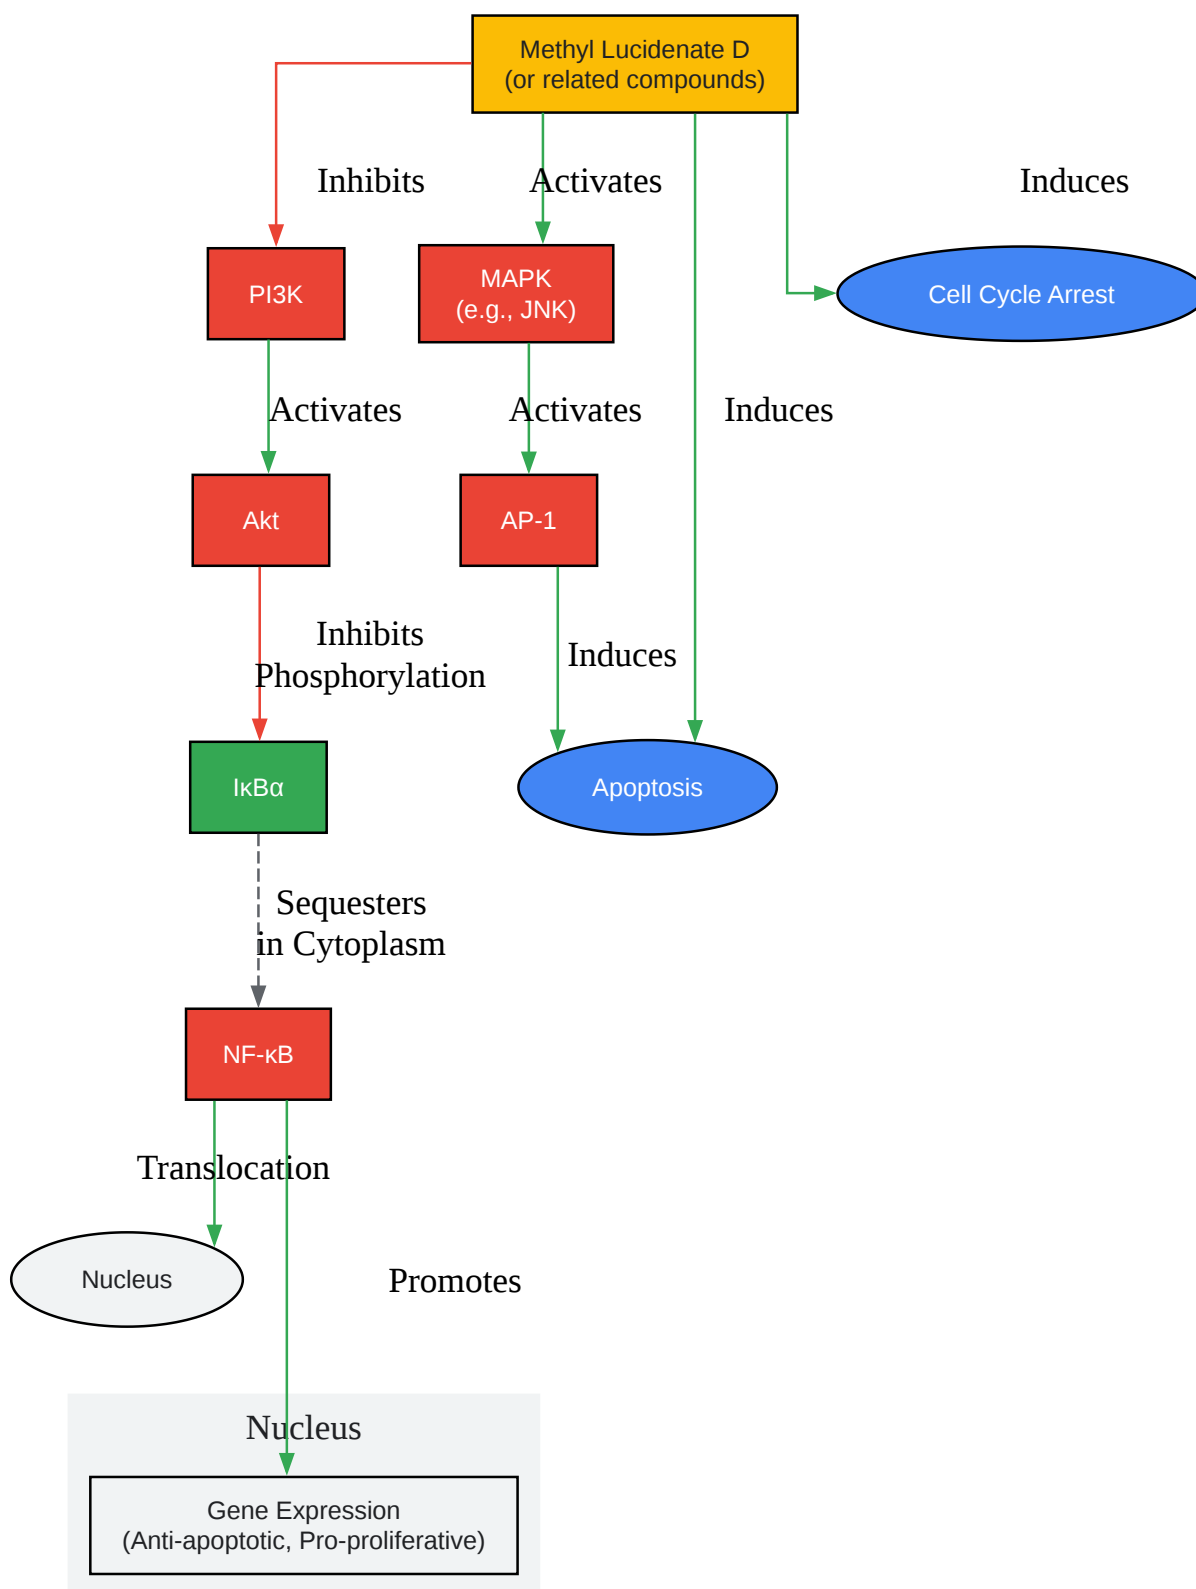 Methyl Lucidenate D
(or related compounds)
Inhibits
Activates
Induces
PI3K
MAPK
(e.g., JNK)
Cell Cycle Arrest
Activates
Activates
Induces
Akt
AP-1
Inhibits
Phosphorylation
Induces
IκBα
Apoptosis
Sequesters
in Cytoplasm
NF-κB
Translocation
Nucleus
Promotes
Nucleus
Gene Expression
(Anti-apoptotic, Pro-proliferative)